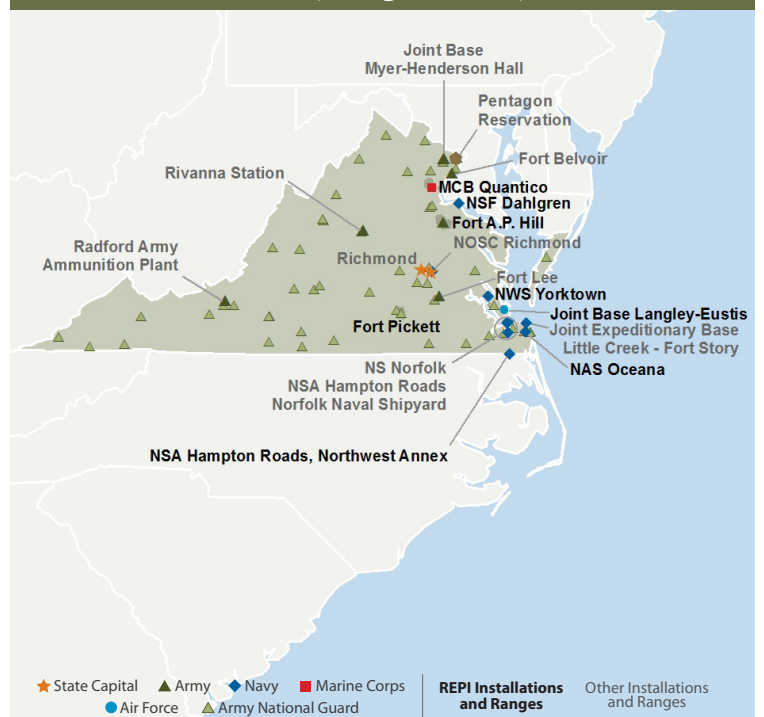 Joint Base
Myer-Henderson Hall
Pentagon
Reservation
Rivanna Station
Fort Belvoir
MCB Quantico
NSF Dahlgren
Fort A.P. Hill
Radford Army
Ammunition Plant
Richmond
NOSC Richmond
Fort Lee
NWS Yorktown
Joint Base Langley-Eustis
Fort Pickett
Joint Expeditionary Base
Little Creek - Fort Story
NS Norfolk
NSA Hampton Roads
Norfolk Naval Shipyard
NAS Oceana
NSA Hampton Roads, Northwest Annex
State Capital
Army
Navy
Marine Corps
Air Force
Army National Guard
REPI Installations
and Ranges
Other Installations
and Ranges